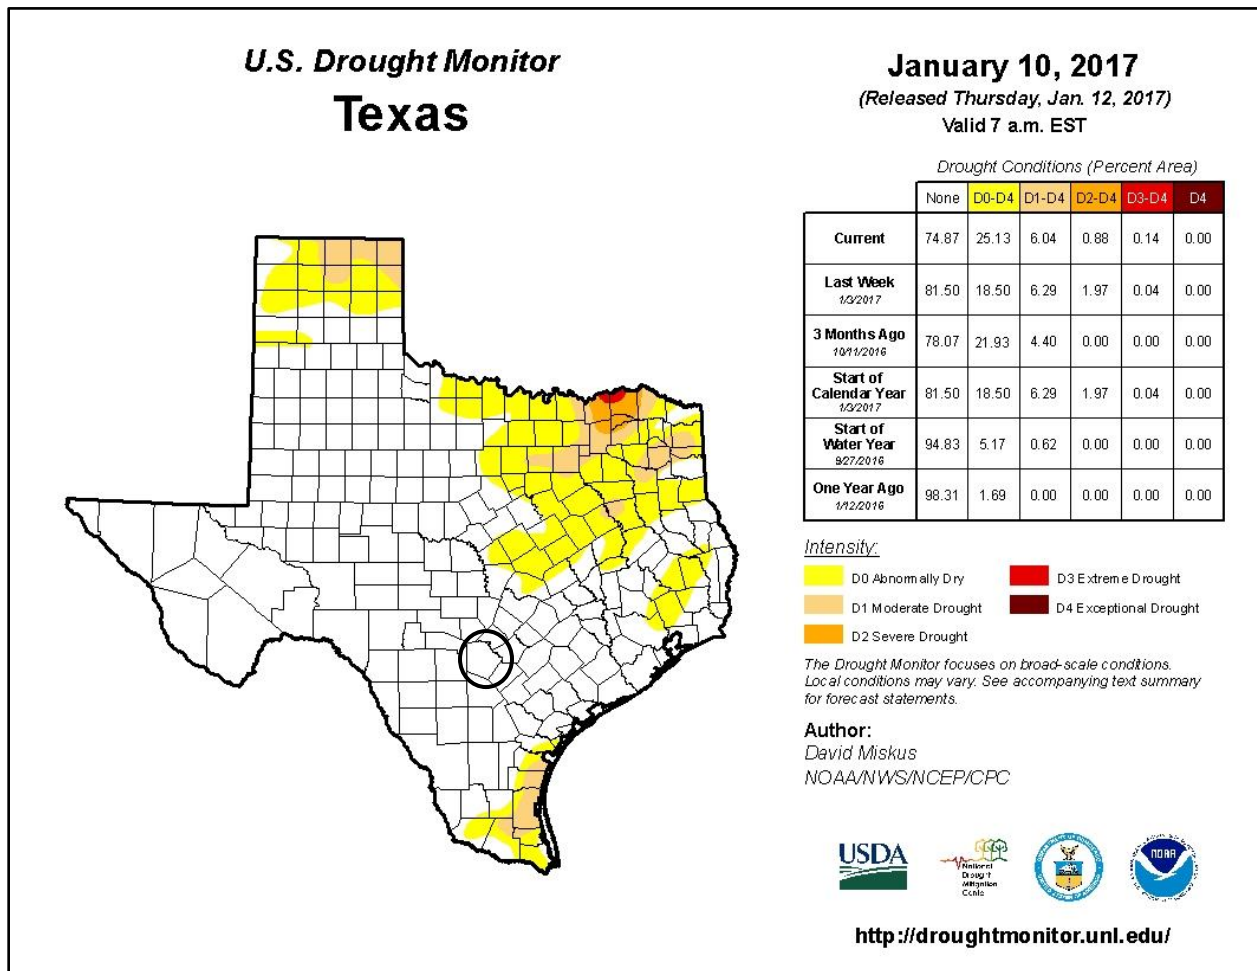 U.S. Drought Monitor
Texas
January 10, 2017
(Released Thursday, Jan. 12, 2017)
Valid 7 a.m. EST
Drought Conditions (Percent Area)
None D0-D4 D1-D4 D2-D4 D3-D4 D4
Current 74.87 25.13 6.04 0.88 0.14 0.00
Last Week 1/3/2017 81.50 18.50 6.29 1.97 0.04 0.00
3 Months Ago 10/11/2016 78.07 21.93 4.40 0.00 0.00 0.00
Start of Calendar Year 1/3/2017 81.50 18.50 6.29 1.97 0.04 0.00
Start of Water Year 9/27/2016 94.83 5.17 0.62 0.00 0.00 0.00
One Year Ago 1/12/2016 98.31 1.69 0.00 0.00 0.00 0.00
Intensity:
D0 Abnormally Dry
D1 Moderate Drought
D2 Severe Drought
D3 Extreme Drought
D4 Exceptional Drought
The Drought Monitor focuses on broad-scale conditions.
Local conditions may vary. See accompanying text summary
for forecast statements.
Author:
David Miskus
NOAA/NWS/NCEP/CPC
USDA
National
Drought
Mitigation
Center
NOAA
http://droughtmonitor.unl.edu/